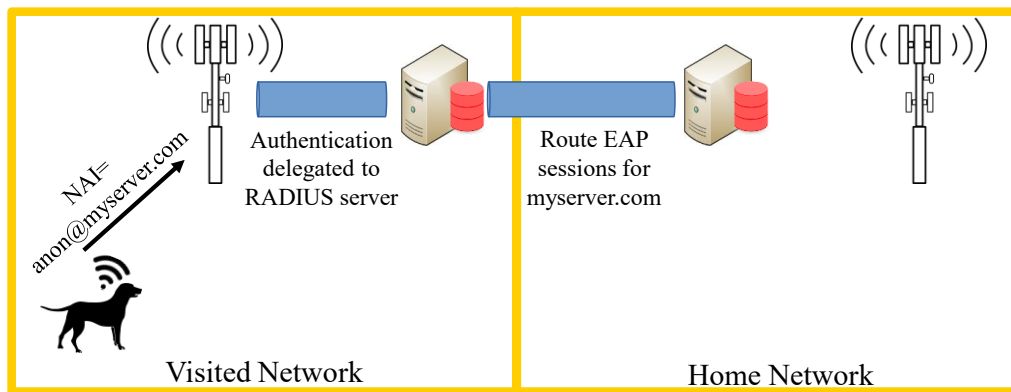 NAI=
anon@myserver.com
Authentication
delegated to
RADIUS server
Route EAP
sessions for
myserver.com
Visited Network
Home Network